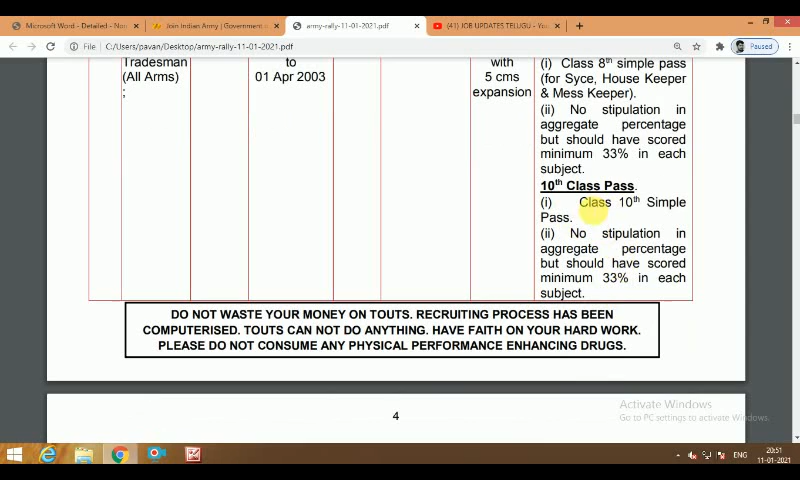 Microsoft Word - Detailed - Not
Join Indian Army | Government o
army-rally-11-01-2021.pdf
(41) JOB UPDATES TELUGU - You
File | C:/Users/pavan/Desktop/army-rally-11-01-2021.pdf
Paused
Tradesman
(All Arms)
;
to
01 Apr 2003
with
5 cms
expansion
(i) Class 8th simple pass
(for Syce, House Keeper
& Mess Keeper).
(ii) No stipulation in
aggregate percentage
but should have scored
minimum 33% in each
subject.
10th Class Pass.
(i) Class 10th Simple
Pass.
(ii) No stipulation in
aggregate percentage
but should have scored
minimum 33% in each
subject.
DO NOT WASTE YOUR MONEY ON TOUTS. RECRUITING PROCESS HAS BEEN
COMPUTERISED. TOUTS CAN NOT DO ANYTHING. HAVE FAITH ON YOUR HARD WORK.
PLEASE DO NOT CONSUME ANY PHYSICAL PERFORMANCE ENHANCING DRUGS.
4
Activate Windows
Go to PC settings to activate Windows.
ENG
20:51
11-01-2021